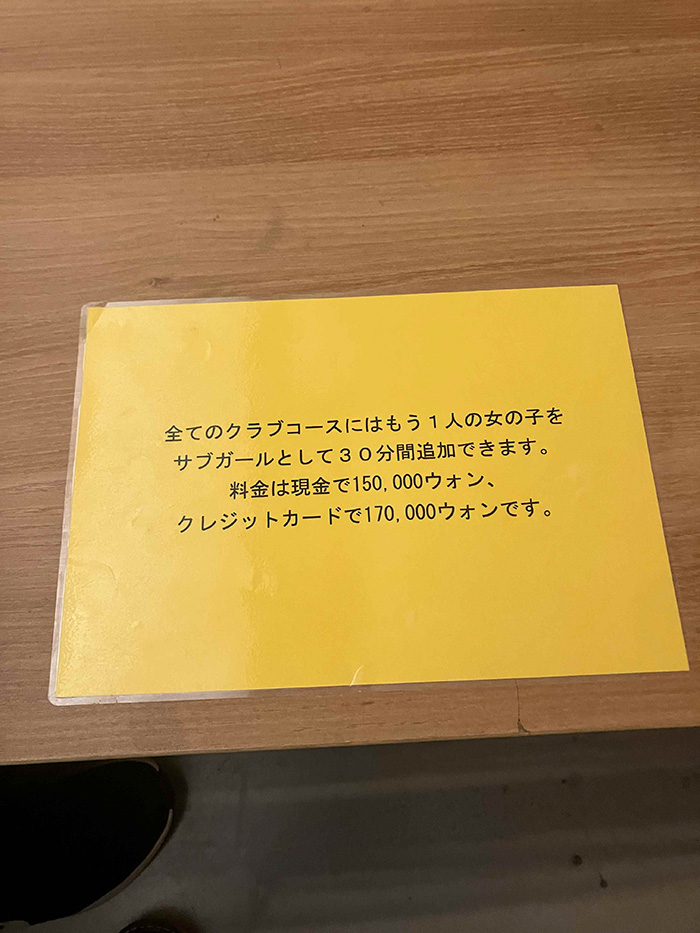 全てのクラブコースにはもう１人の女の子を
サブガールとして３０分間追加できます。
料金は現金で150,000ウォン、
クレジットカードで170,000ウォンです。